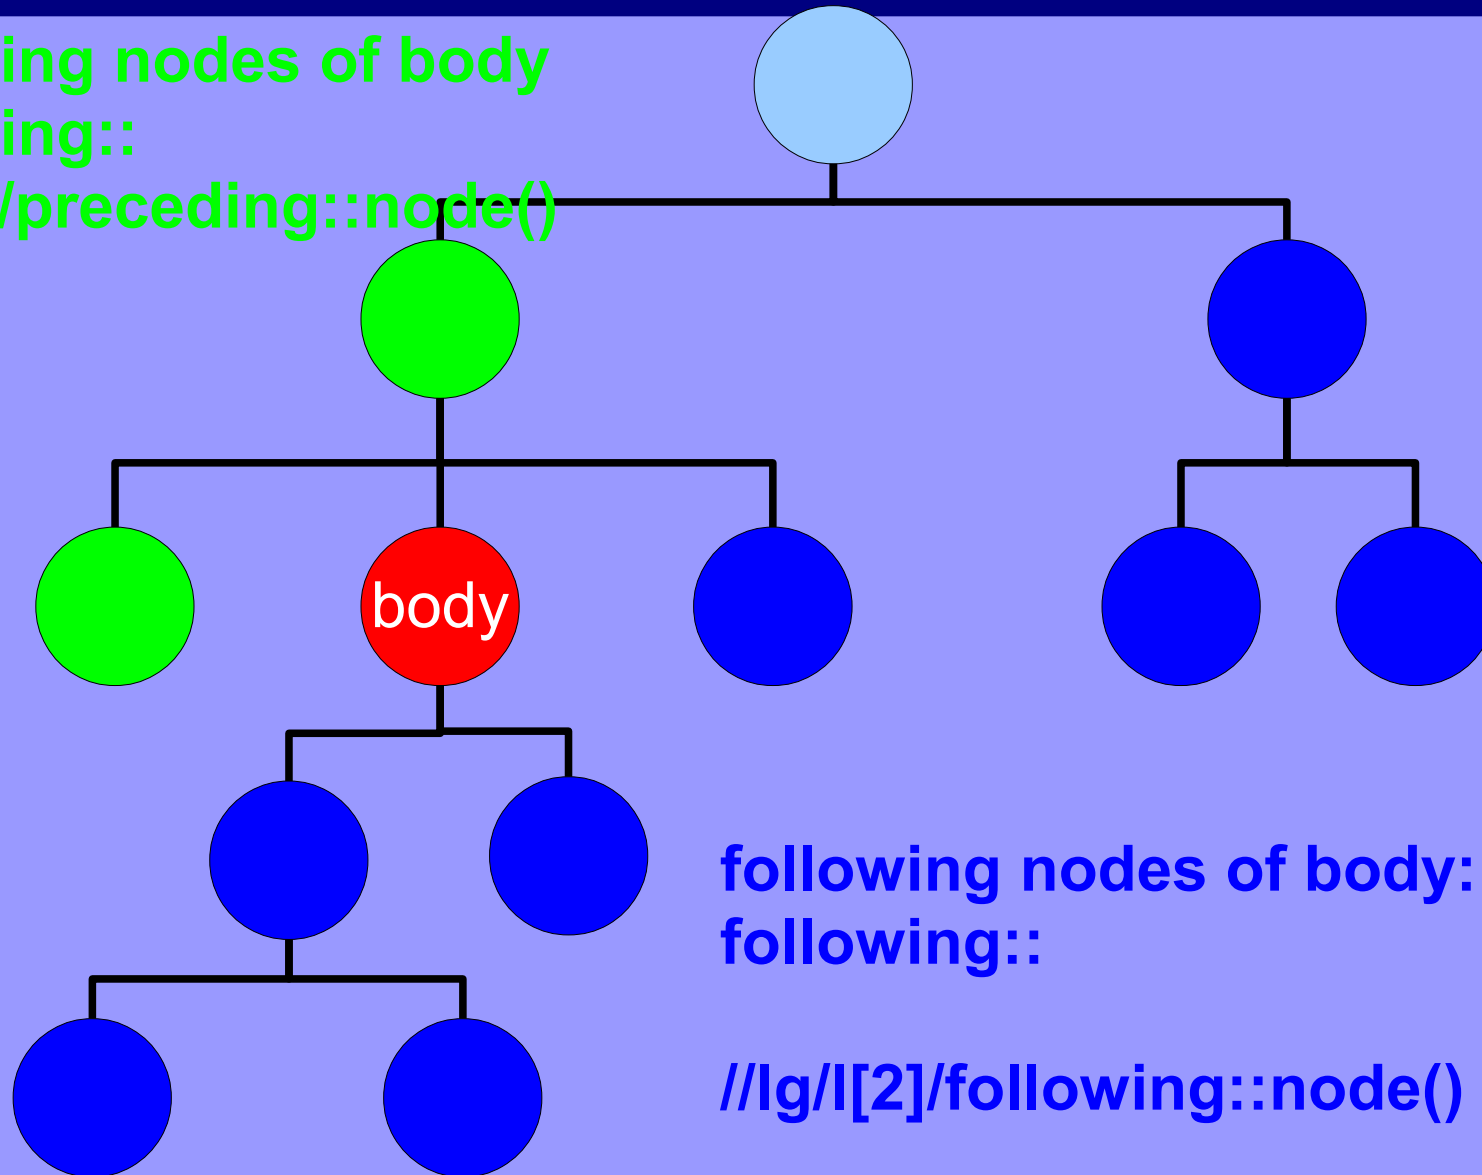 ing nodes of body
ing::
/preceding::node()
body
following nodes of body:
following::
//lg/l[2]/following::node()